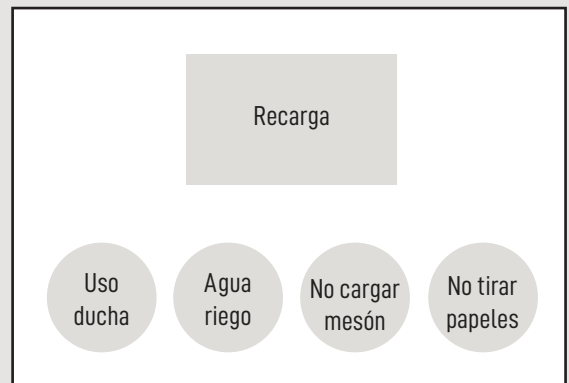 Recarga
Uso
ducha
Agua
riego
No cargar
mesón
No tirar
papeles